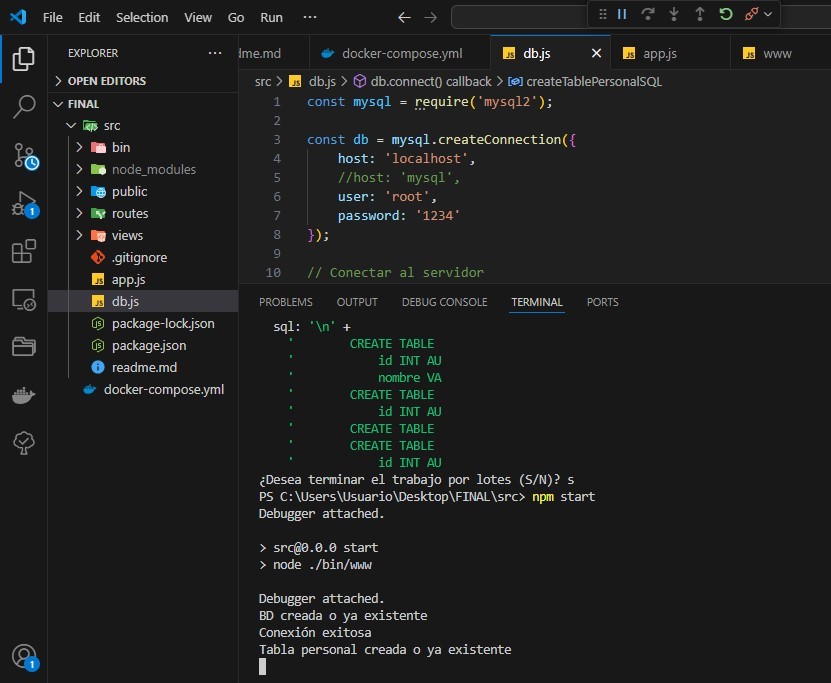 File Edit Selection View Go Run ...
EXPLORER ...
OPEN EDITORS
FINAL
src
bin
node_modules
public
routes
views
.gitignore
JS app.js
JS db.js
package-lock.json
package.json
readme.md
docker-compose.yml
1
1
dme.md docker-compose.yml JS db.js JS app.js JS www
src > JS db.js > db.connect() callback > createTablePersonalSQL
1 const mysql = require('mysql2');
2
3 const db = mysql.createConnection({
4 host: 'localhost',
5 //host: 'mysql',
6 user: 'root',
7 password: '1234'
8 });
9
10 // Conectar al servidor
PROBLEMS OUTPUT DEBUG CONSOLE TERMINAL PORTS
sql: '\n' +
' CREATE TABLE
' id INT AU
' nombre VA
' CREATE TABLE
' id INT AU
' CREATE TABLE
' CREATE TABLE
' id INT AU
¿Desea terminar el trabajo por lotes (S/N)? s
PS C:\Users\Usuario\Desktop\FINAL\src> npm start
Debugger attached.
> src@0.0.0 start
> node ./bin/www
Debugger attached.
BD creada o ya existente
Conexión exitosa
Tabla personal creada o ya existente